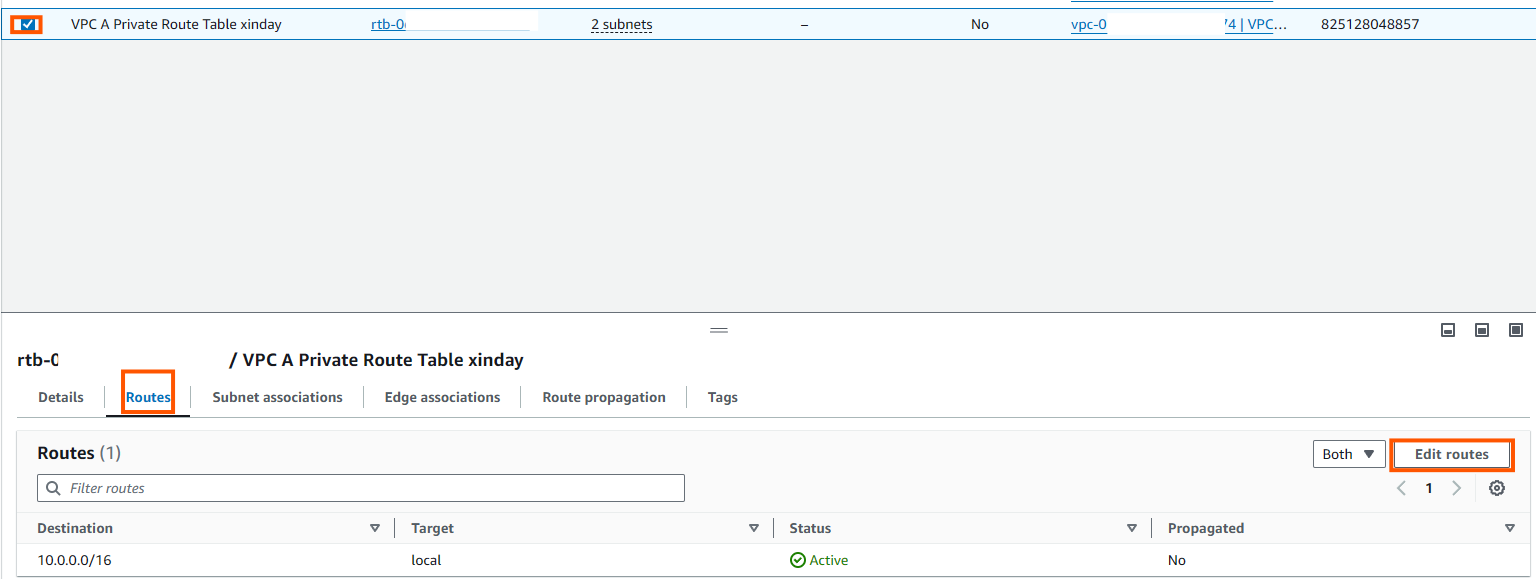 VPC A Private Route Table xinday rtb-0 2 subnets – No vpc-0 74 | VPC... 825128048857
rtb-0 / VPC A Private Route Table xinday
Details Routes Subnet associations Edge associations Route propagation Tags
Routes (1) Both Edit routes
Filter routes 1
Destination Target Status Propagated
10.0.0.0/16 local Active No